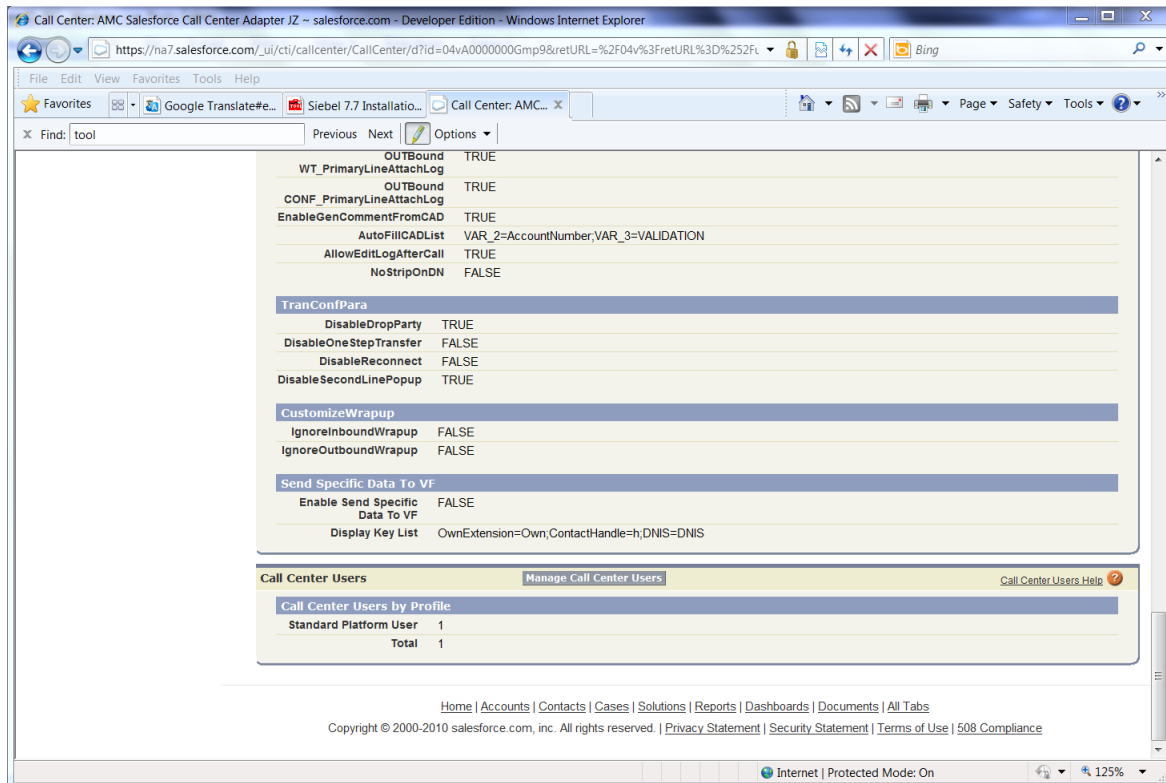 Call Center: AMC Salesforce Call Center Adapter JZ ~ salesforce.com - Developer Edition - Windows Internet Explorer
https://na7.salesforce.com/_ui/cti/callcenter/CallCenter/d?id=04vA0000000Gmp9&retURL=%2F04v%3FretURL%3D%252Ft
Bing
File Edit View Favorites Tools Help
Favorites
Google Translate#e...
Siebel 7.7 Installatio...
Call Center: AMC...
Page Safety Tools
Find: tool
Previous Next
Options
OUTBound WT_PrimaryLineAttachLog TRUE
OUTBound CONF_PrimaryLineAttachLog TRUE
EnableGenCommentFromCAD TRUE
AutoFillCADList VAR_2=AccountNumber;VAR_3=VALIDATION
AllowEditLogAfterCall TRUE
NoStripOnDN FALSE
TranConfPara
DisableDropParty TRUE
DisableOneStepTransfer FALSE
DisableReconnect FALSE
DisableSecondLinePopup TRUE
CustomizeWrapup
IgnoreInboundWrapup FALSE
IgnoreOutboundWrapup FALSE
Send Specific Data To VF
Enable Send Specific Data To VF FALSE
Display Key List OwnExtension=Own;ContactHandle=h;DNIS=DNIS
Call Center Users
Manage Call Center Users
Call Center Users Help
Call Center Users by Profile
Standard Platform User 1
Total 1
Home | Accounts | Contacts | Cases | Solutions | Reports | Dashboards | Documents | All Tabs
Copyright © 2000-2010 salesforce.com, inc. All rights reserved. | Privacy Statement | Security Statement | Terms of Use | 508 Compliance
Internet | Protected Mode: On
125%